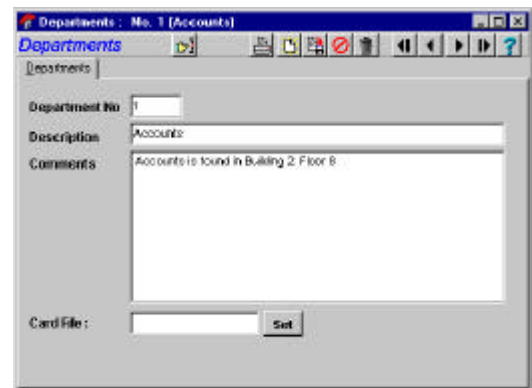 Departments : No. 1 (Accounts)
Departments
?
Departments
Department No 1
Description Accounts
Comments Accounts is found in Building 2 Floor 8
Card File : Set